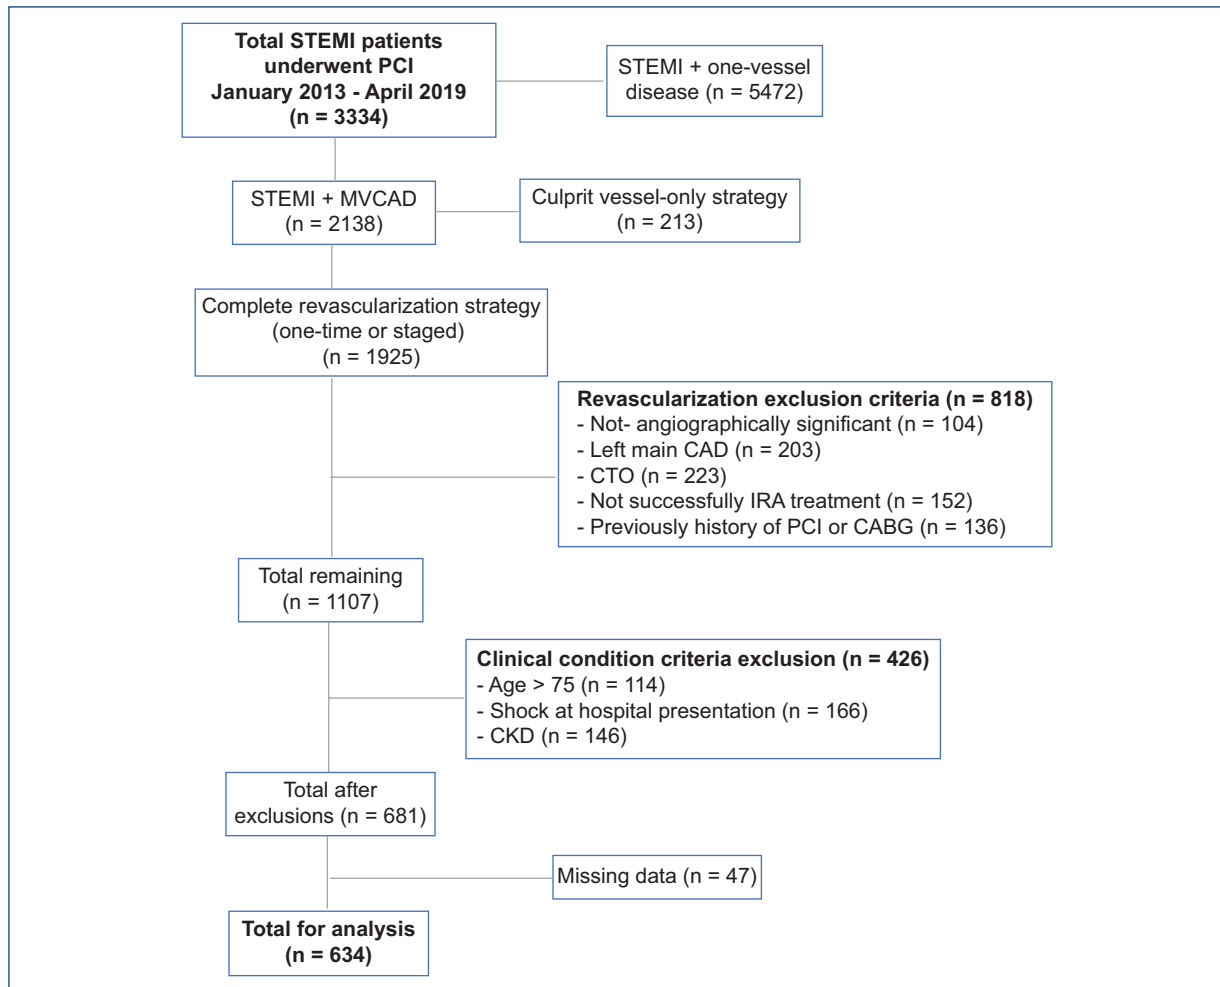 Total STEMI patients
underwent PCI
January 2013 - April 2019
(n = 3334)
STEMI + one-vessel
disease (n = 5472)
STEMI + MVCAD
(n = 2138)
Culprit vessel-only strategy
(n = 213)
Complete revascularization strategy
(one-time or staged)
(n = 1925)
Revascularization exclusion criteria (n = 818)
- Not- angiographically significant (n = 104)
- Left main CAD (n = 203)
- CTO (n = 223)
- Not successfully IRA treatment (n = 152)
- Previously history of PCI or CABG (n = 136)
Total remaining
(n = 1107)
Clinical condition criteria exclusion (n = 426)
- Age > 75 (n = 114)
- Shock at hospital presentation (n = 166)
- CKD (n = 146)
Total after
exclusions (n = 681)
Missing data (n = 47)
Total for analysis
(n = 634)